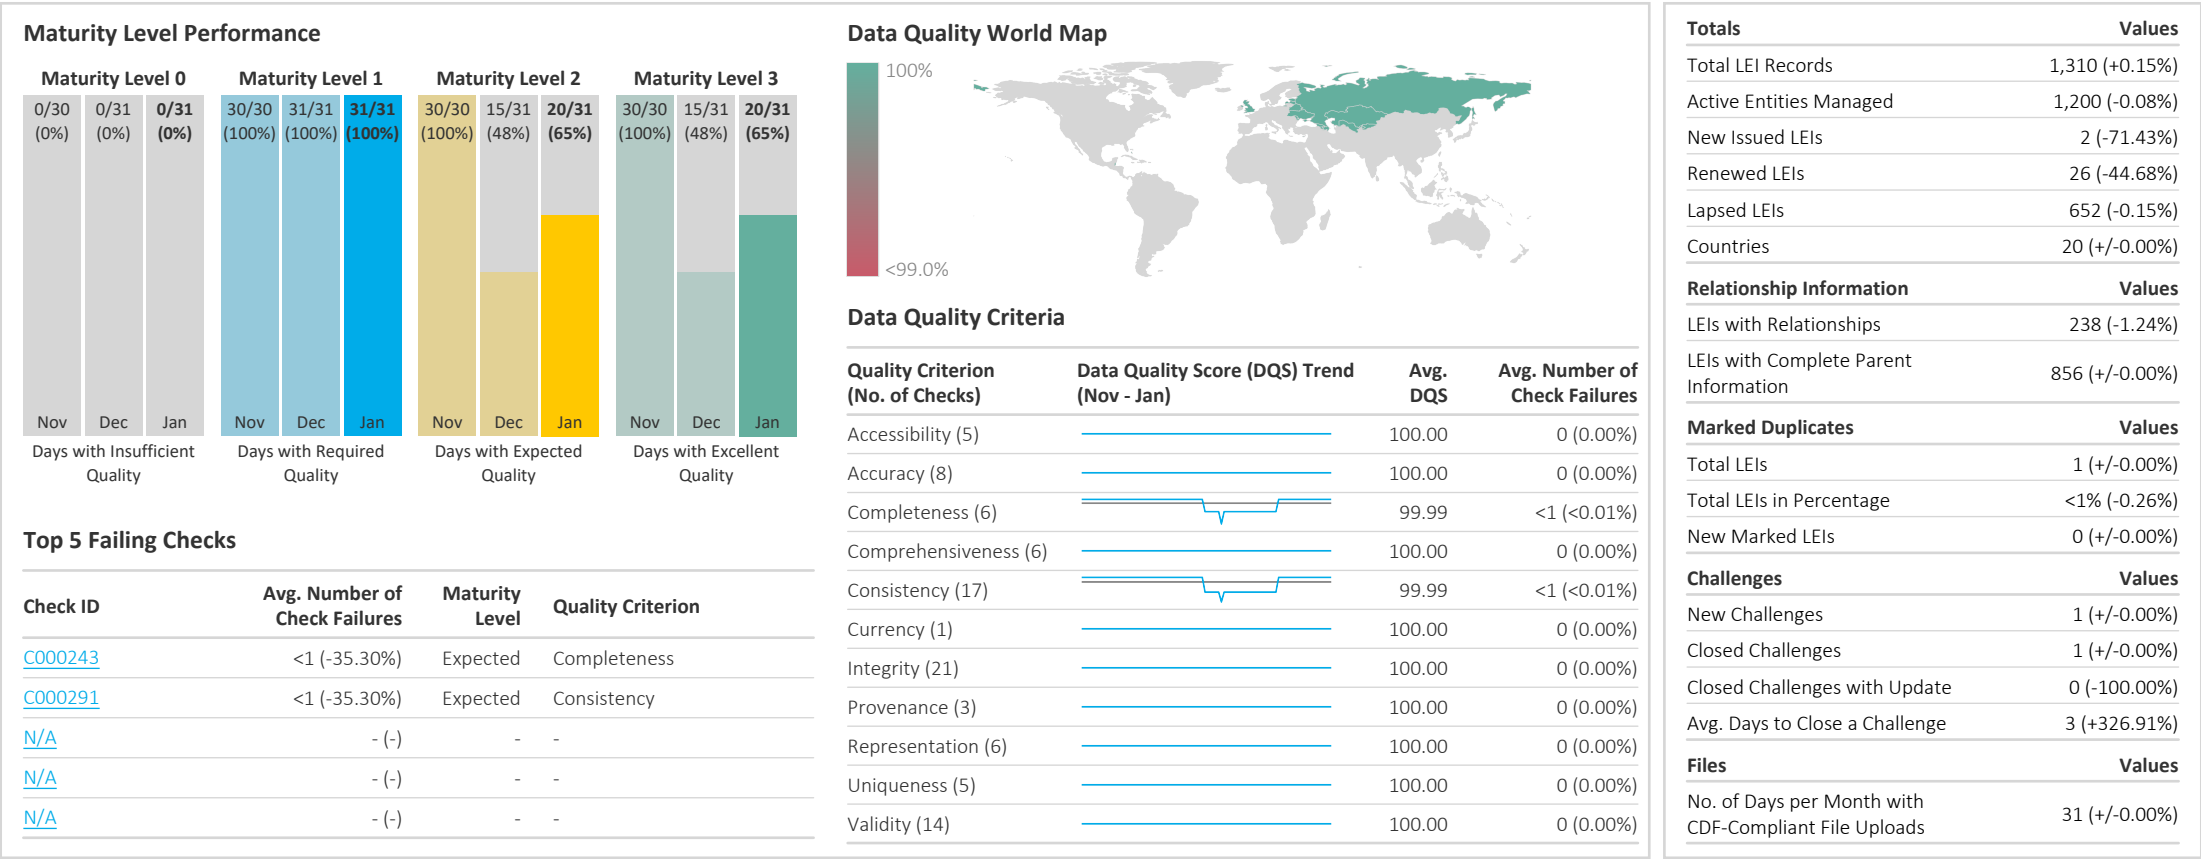 Maturity Level Performance
Maturity Level 0
Maturity Level 1
Maturity Level 2
Maturity Level 3
0/30 0/31 0/31
(0%) (0%) (0%)
30/30 31/31 31/31
(100%) (100%) (100%)
30/30 15/31 20/31
(100%) (48%) (65%)
30/30 15/31 20/31
(100%) (48%) (65%)
Nov Dec Jan
Nov Dec Jan
Nov Dec Jan
Nov Dec Jan
Days with Insufficient
Quality
Days with Required
Quality
Days with Expected
Quality
Days with Excellent
Quality
Top 5 Failing Checks
Check ID
Avg. Number of
Check Failures
Maturity
Level
Quality Criterion
C000243 <1 (-35.30%) Expected Completeness
C000291 <1 (-35.30%) Expected Consistency
N/A - (-) - -
N/A - (-) - -
N/A - (-) - -
Data Quality World Map
100%
<99.0%
Data Quality Criteria
Quality Criterion
(No. of Checks)
Data Quality Score (DQS) Trend
(Nov - Jan)
Avg.
DQS
Avg. Number of
Check Failures
Accessibility (5) 100.00 0 (0.00%)
Accuracy (8) 100.00 0 (0.00%)
Completeness (6) 99.99 <1 (<0.01%)
Comprehensiveness (6) 100.00 0 (0.00%)
Consistency (17) 99.99 <1 (<0.01%)
Currency (1) 100.00 0 (0.00%)
Integrity (21) 100.00 0 (0.00%)
Provenance (3) 100.00 0 (0.00%)
Representation (6) 100.00 0 (0.00%)
Uniqueness (5) 100.00 0 (0.00%)
Validity (14) 100.00 0 (0.00%)
Totals Values
Total LEI Records 1,310 (+0.15%)
Active Entities Managed 1,200 (-0.08%)
New Issued LEIs 2 (-71.43%)
Renewed LEIs 26 (-44.68%)
Lapsed LEIs 652 (-0.15%)
Countries 20 (+/-0.00%)
Relationship Information Values
LEIs with Relationships 238 (-1.24%)
LEIs with Complete Parent
Information 856 (+/-0.00%)
Marked Duplicates Values
Total LEIs 1 (+/-0.00%)
Total LEIs in Percentage <1% (-0.26%)
New Marked LEIs 0 (+/-0.00%)
Challenges Values
New Challenges 1 (+/-0.00%)
Closed Challenges 1 (+/-0.00%)
Closed Challenges with Update 0 (-100.00%)
Avg. Days to Close a Challenge 3 (+326.91%)
Files Values
No. of Days per Month with
CDF-Compliant File Uploads 31 (+/-0.00%)